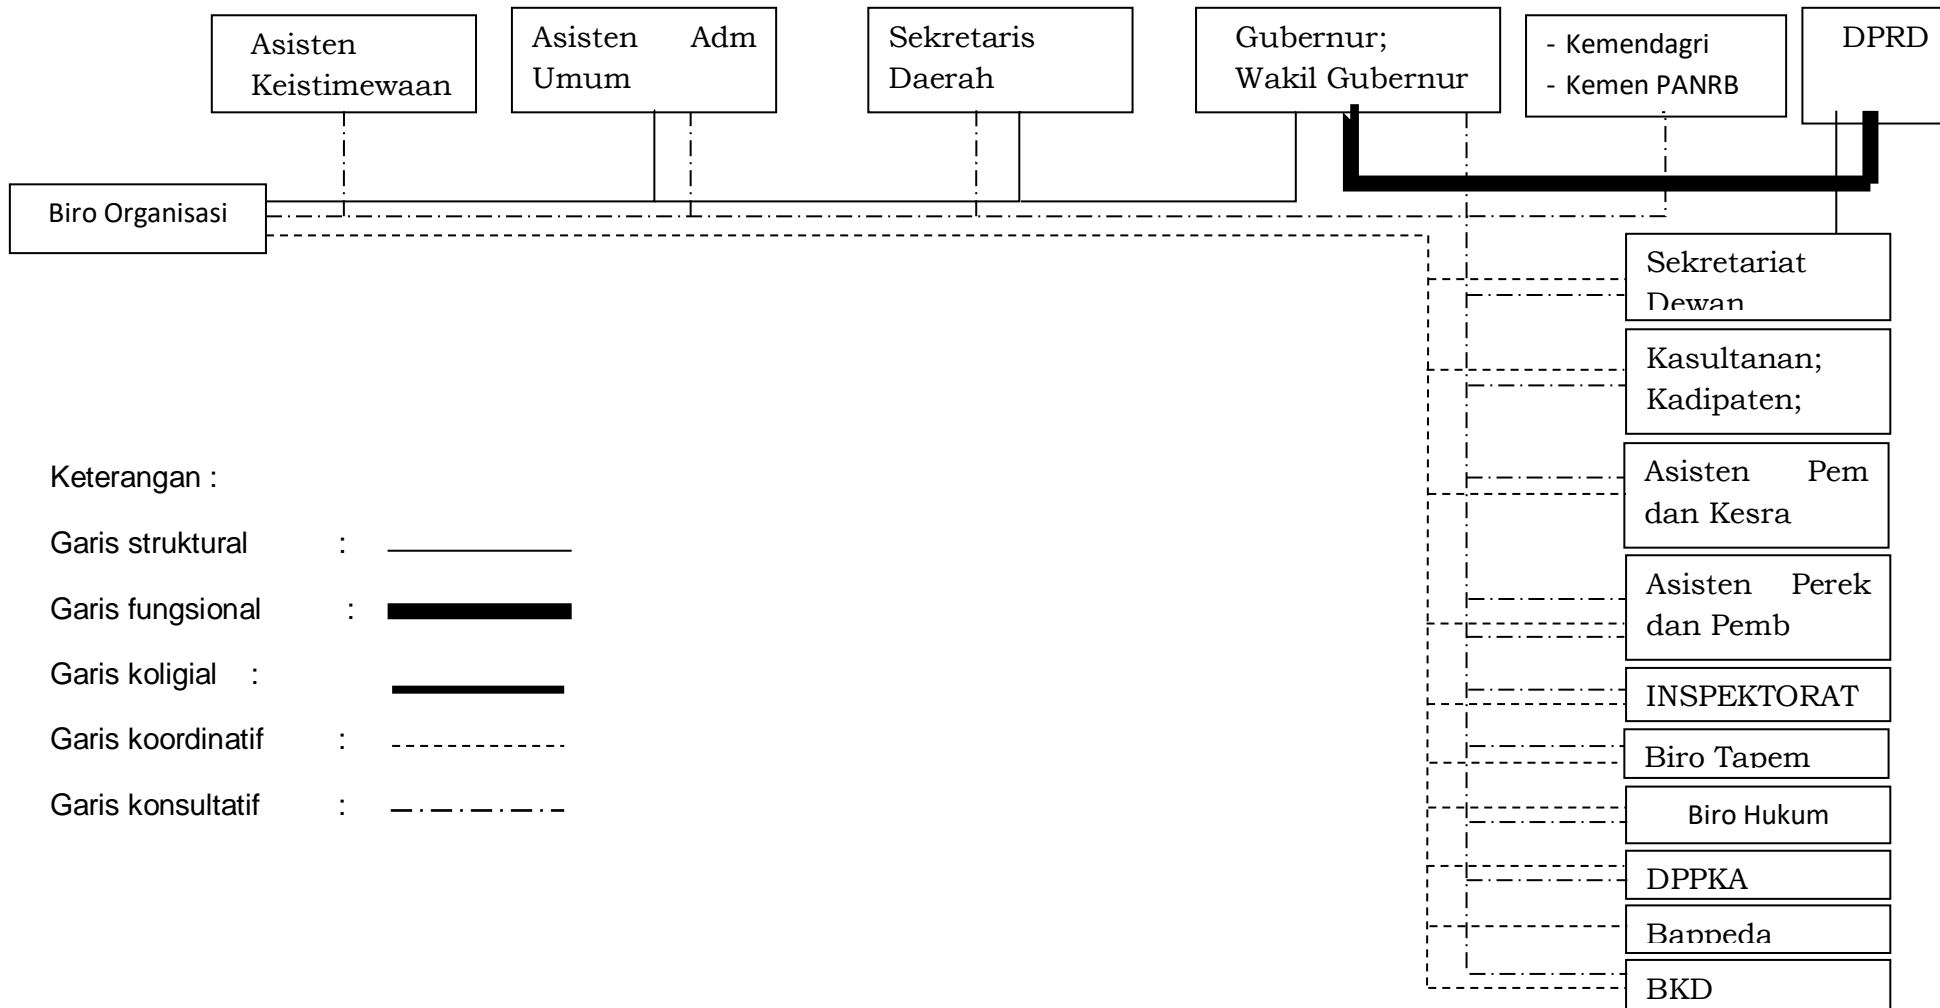 Asisten
Keistimewaan
Asisten Adm
Umum
Sekretaris
Daerah
Gubernur;
Wakil Gubernur
- Kemendagri
- Kemen PANRB
DPRD
Biro Organisasi
Sekretariat
Dewan
Kasultanan;
Kadipaten;
Asisten Pem
dan Kesra
Asisten Perek
dan Pemb
INSPEKTORAT
Biro Tapem
Biro Hukum
DPPKA
Bappeda
BKD
Keterangan :
Garis struktural :
Garis fungsional :
Garis koligial :
Garis koordinatif :
Garis konsultatif :